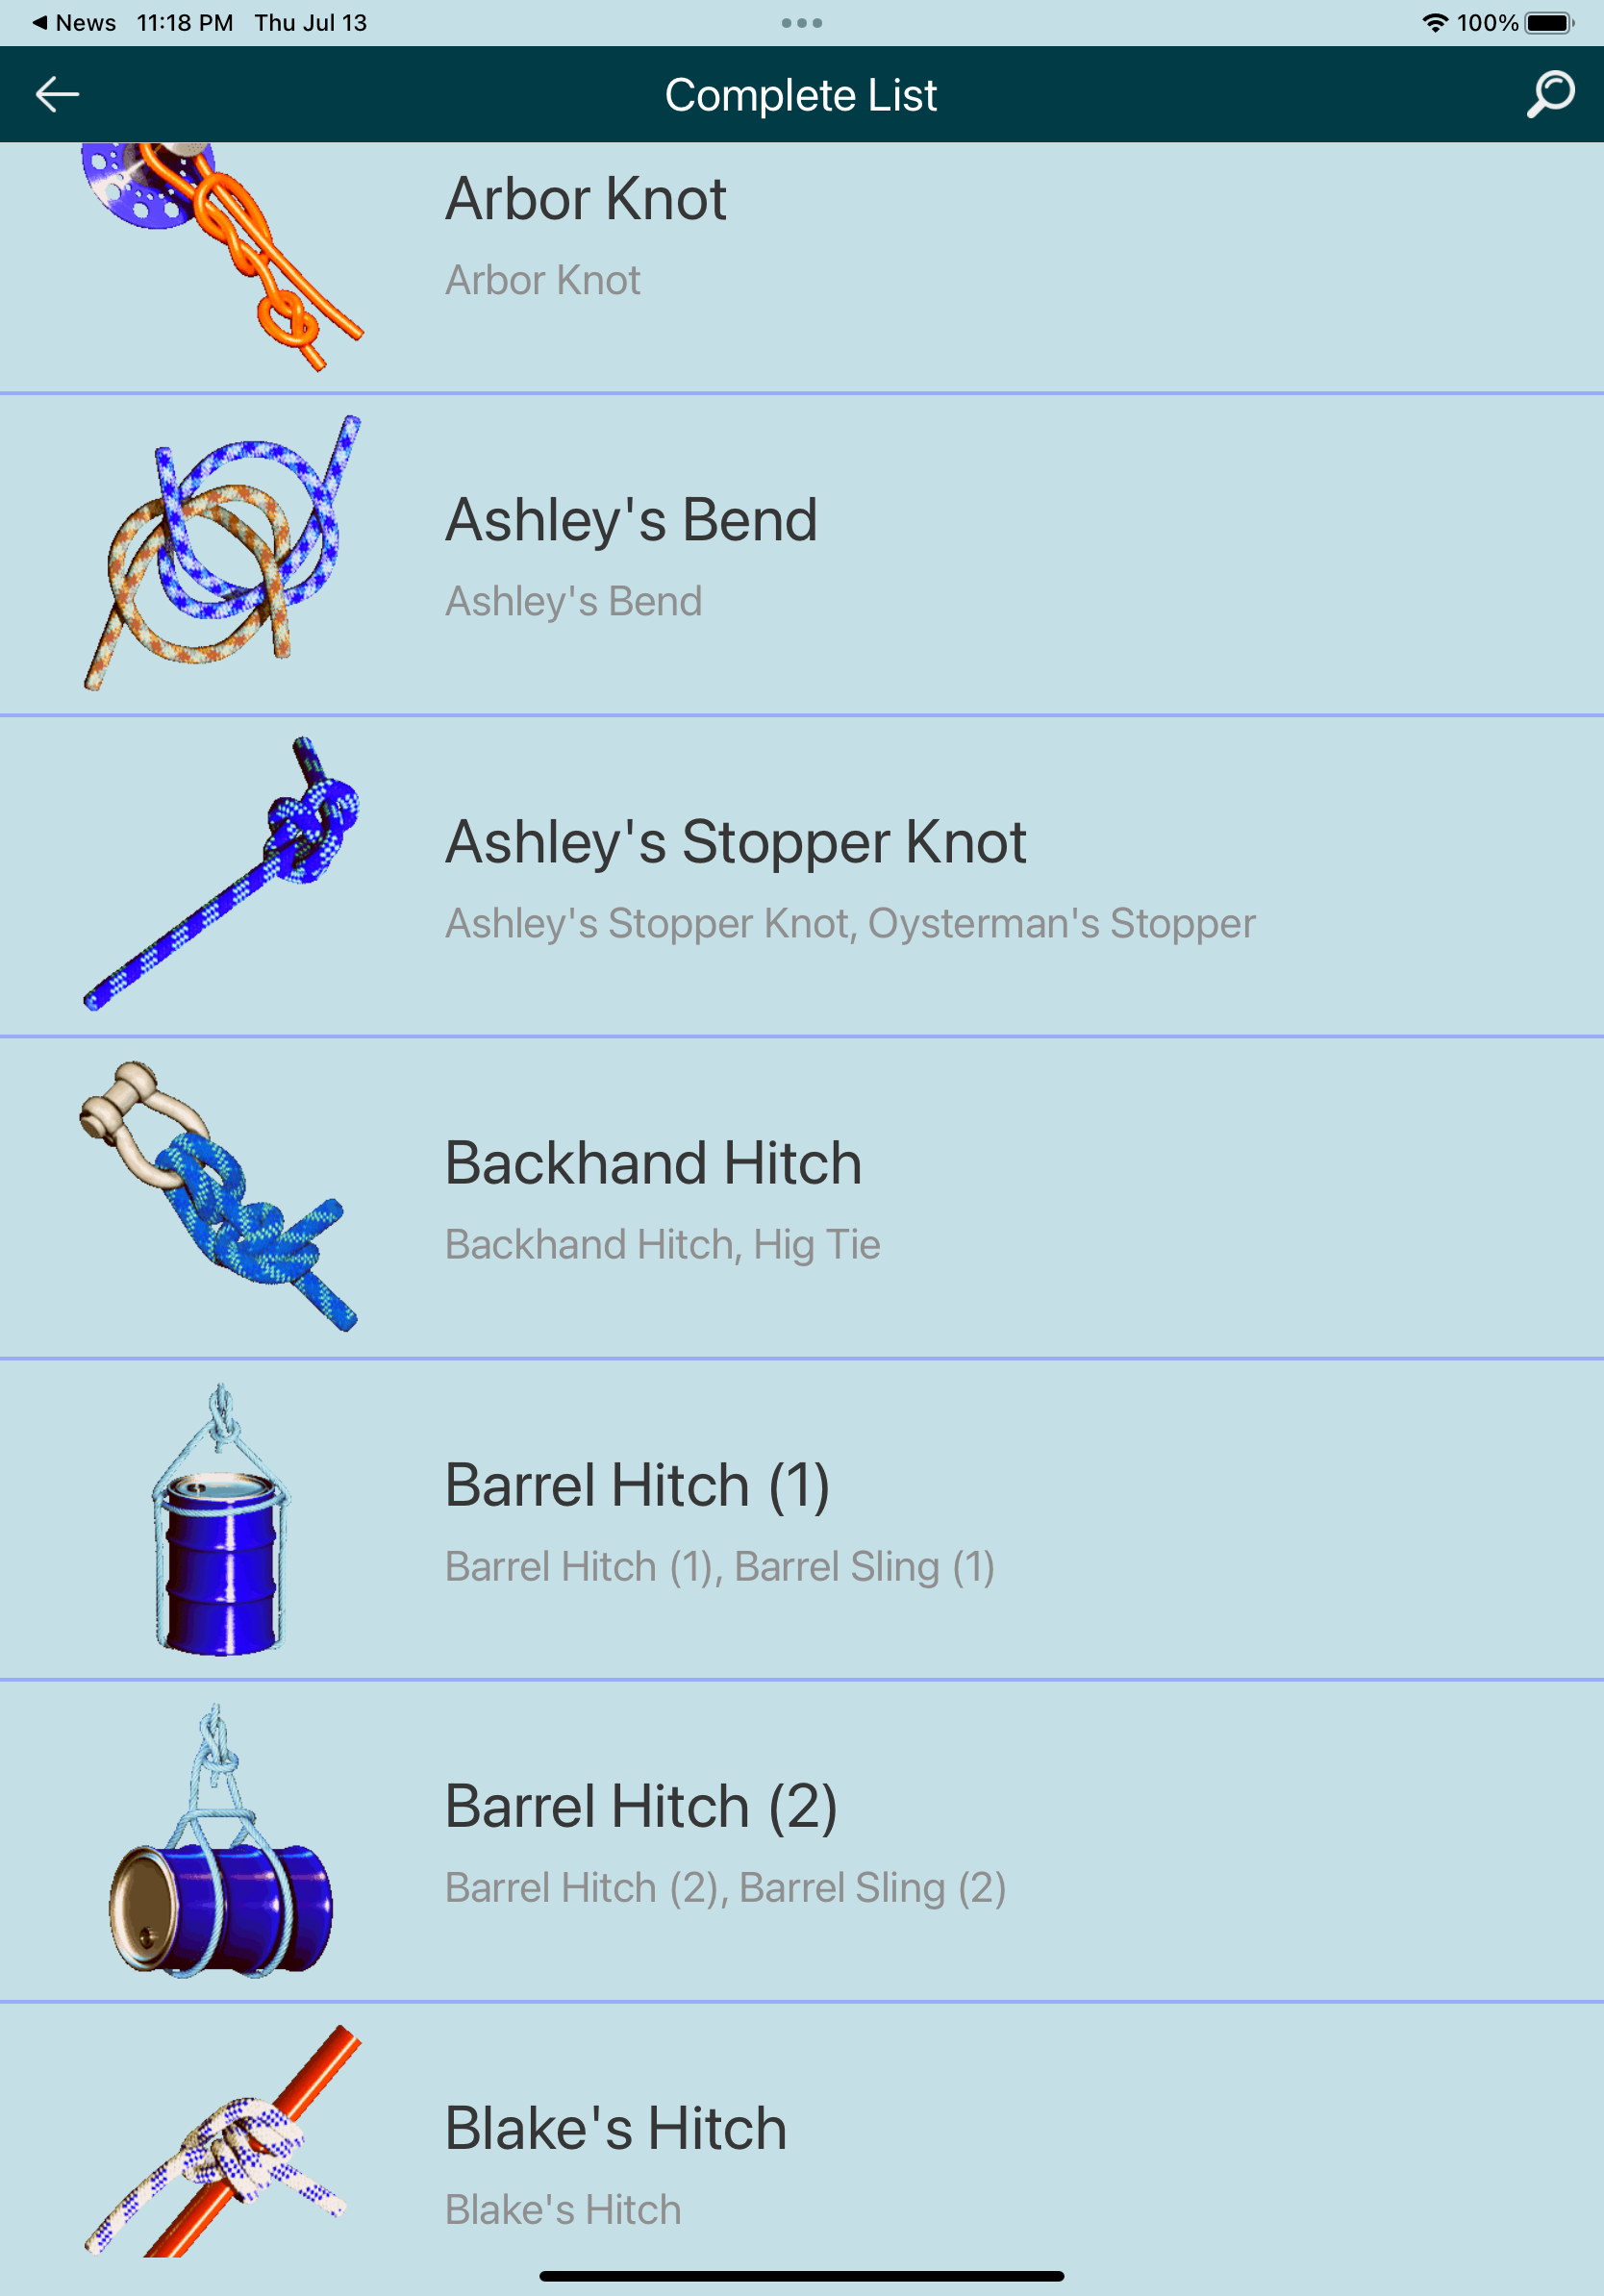 News 11:18 PM Thu Jul 13 100%
Complete List
Arbor Knot
Arbor Knot
Ashley's Bend
Ashley's Bend
Ashley's Stopper Knot
Ashley's Stopper Knot, Oysterman's Stopper
Backhand Hitch
Backhand Hitch, Hig Tie
Barrel Hitch (1)
Barrel Hitch (1), Barrel Sling (1)
Barrel Hitch (2)
Barrel Hitch (2), Barrel Sling (2)
Blake's Hitch
Blake's Hitch